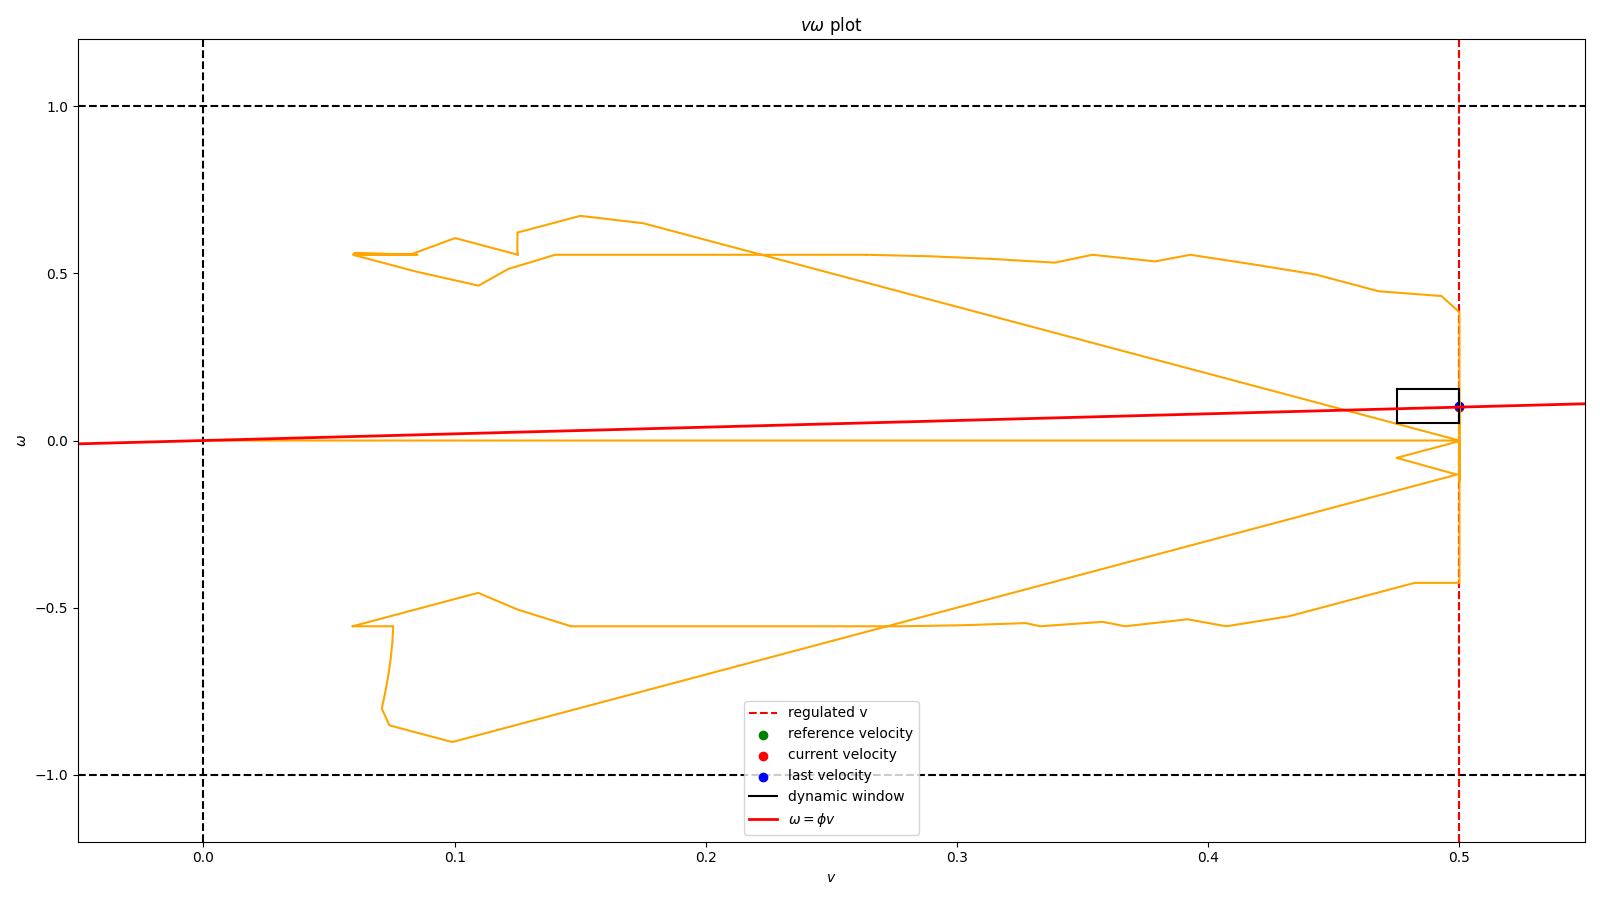 vω plot
1.0
0.5
0.0
−0.5
−1.0
ω
regulated v
reference velocity
current velocity
last velocity
dynamic window
ω = ϕv
0.0 0.1 0.2 0.3 0.4 0.5
v